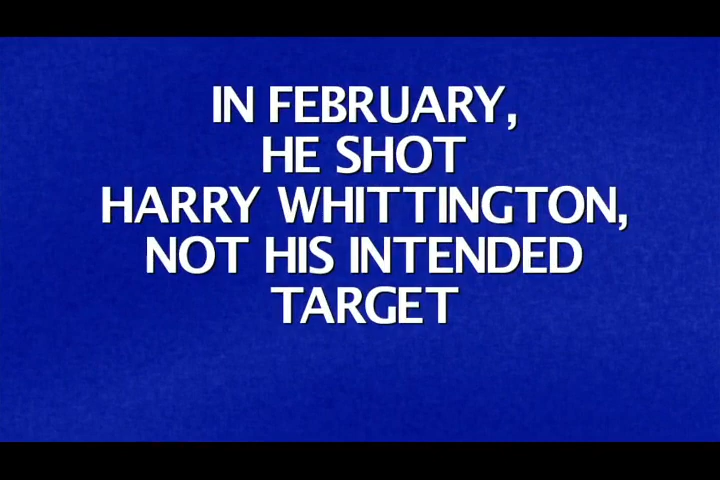 IN FEBRUARY,
HE SHOT
HARRY WHITTINGTON,
NOT HIS INTENDED
TARGET